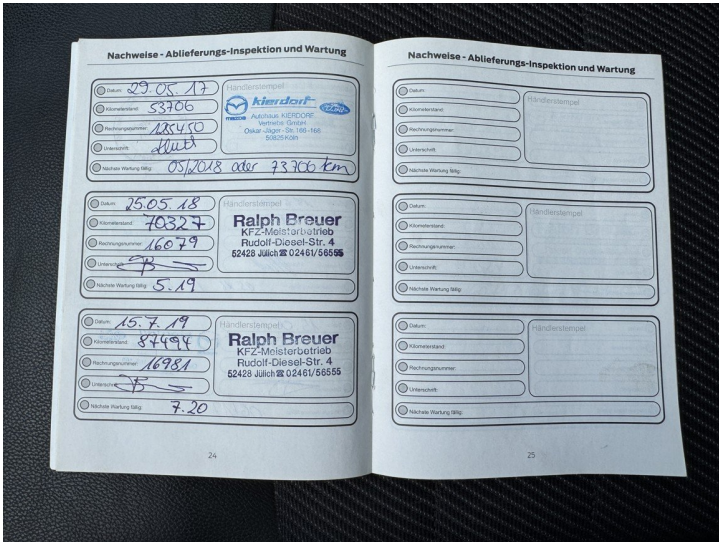 Nachweise - Ablieferungs-Inspektion und Wartung
Datum: 29.05.17
Kilometerstand: 53706
Rechnungsnummer: 125450
Unterschrift:
Nächste Wartung fällig: 05/2018 oder 73706 km
Händlerstempel
mazda kierdorf Ford
Autohaus KIERDORF
Vertriebs GmbH
Oskar-Jäger-Str. 166-168
50825 Köln
Datum: 25.05.18
Kilometerstand: 70327
Rechnungsnummer: 16079
Unterschrift:
Nächste Wartung fällig: 5.19
Ralph Breuer
KFZ-Meisterbetrieb
Rudolf-Diesel-Str. 4
52428 Jülich ☎ 02461/56555
Datum: 15.7.19
Kilometerstand: 87494
Rechnungsnummer: 16981
Unterschrift:
Nächste Wartung fällig: 7.20
Händlerstempel
Ralph Breuer
KFZ-Meisterbetrieb
Rudolf-Diesel-Str. 4
52428 Jülich ☎ 02461/56555
24
Nachweise - Ablieferungs-Inspektion und Wartung
Datum:
Kilometerstand:
Rechnungsnummer:
Unterschrift:
Nächste Wartung fällig:
Händlerstempel
Datum:
Kilometerstand:
Rechnungsnummer:
Unterschrift:
Nächste Wartung fällig:
Händlerstempel
Datum:
Kilometerstand:
Rechnungsnummer:
Unterschrift:
Nächste Wartung fällig:
Händlerstempel
25